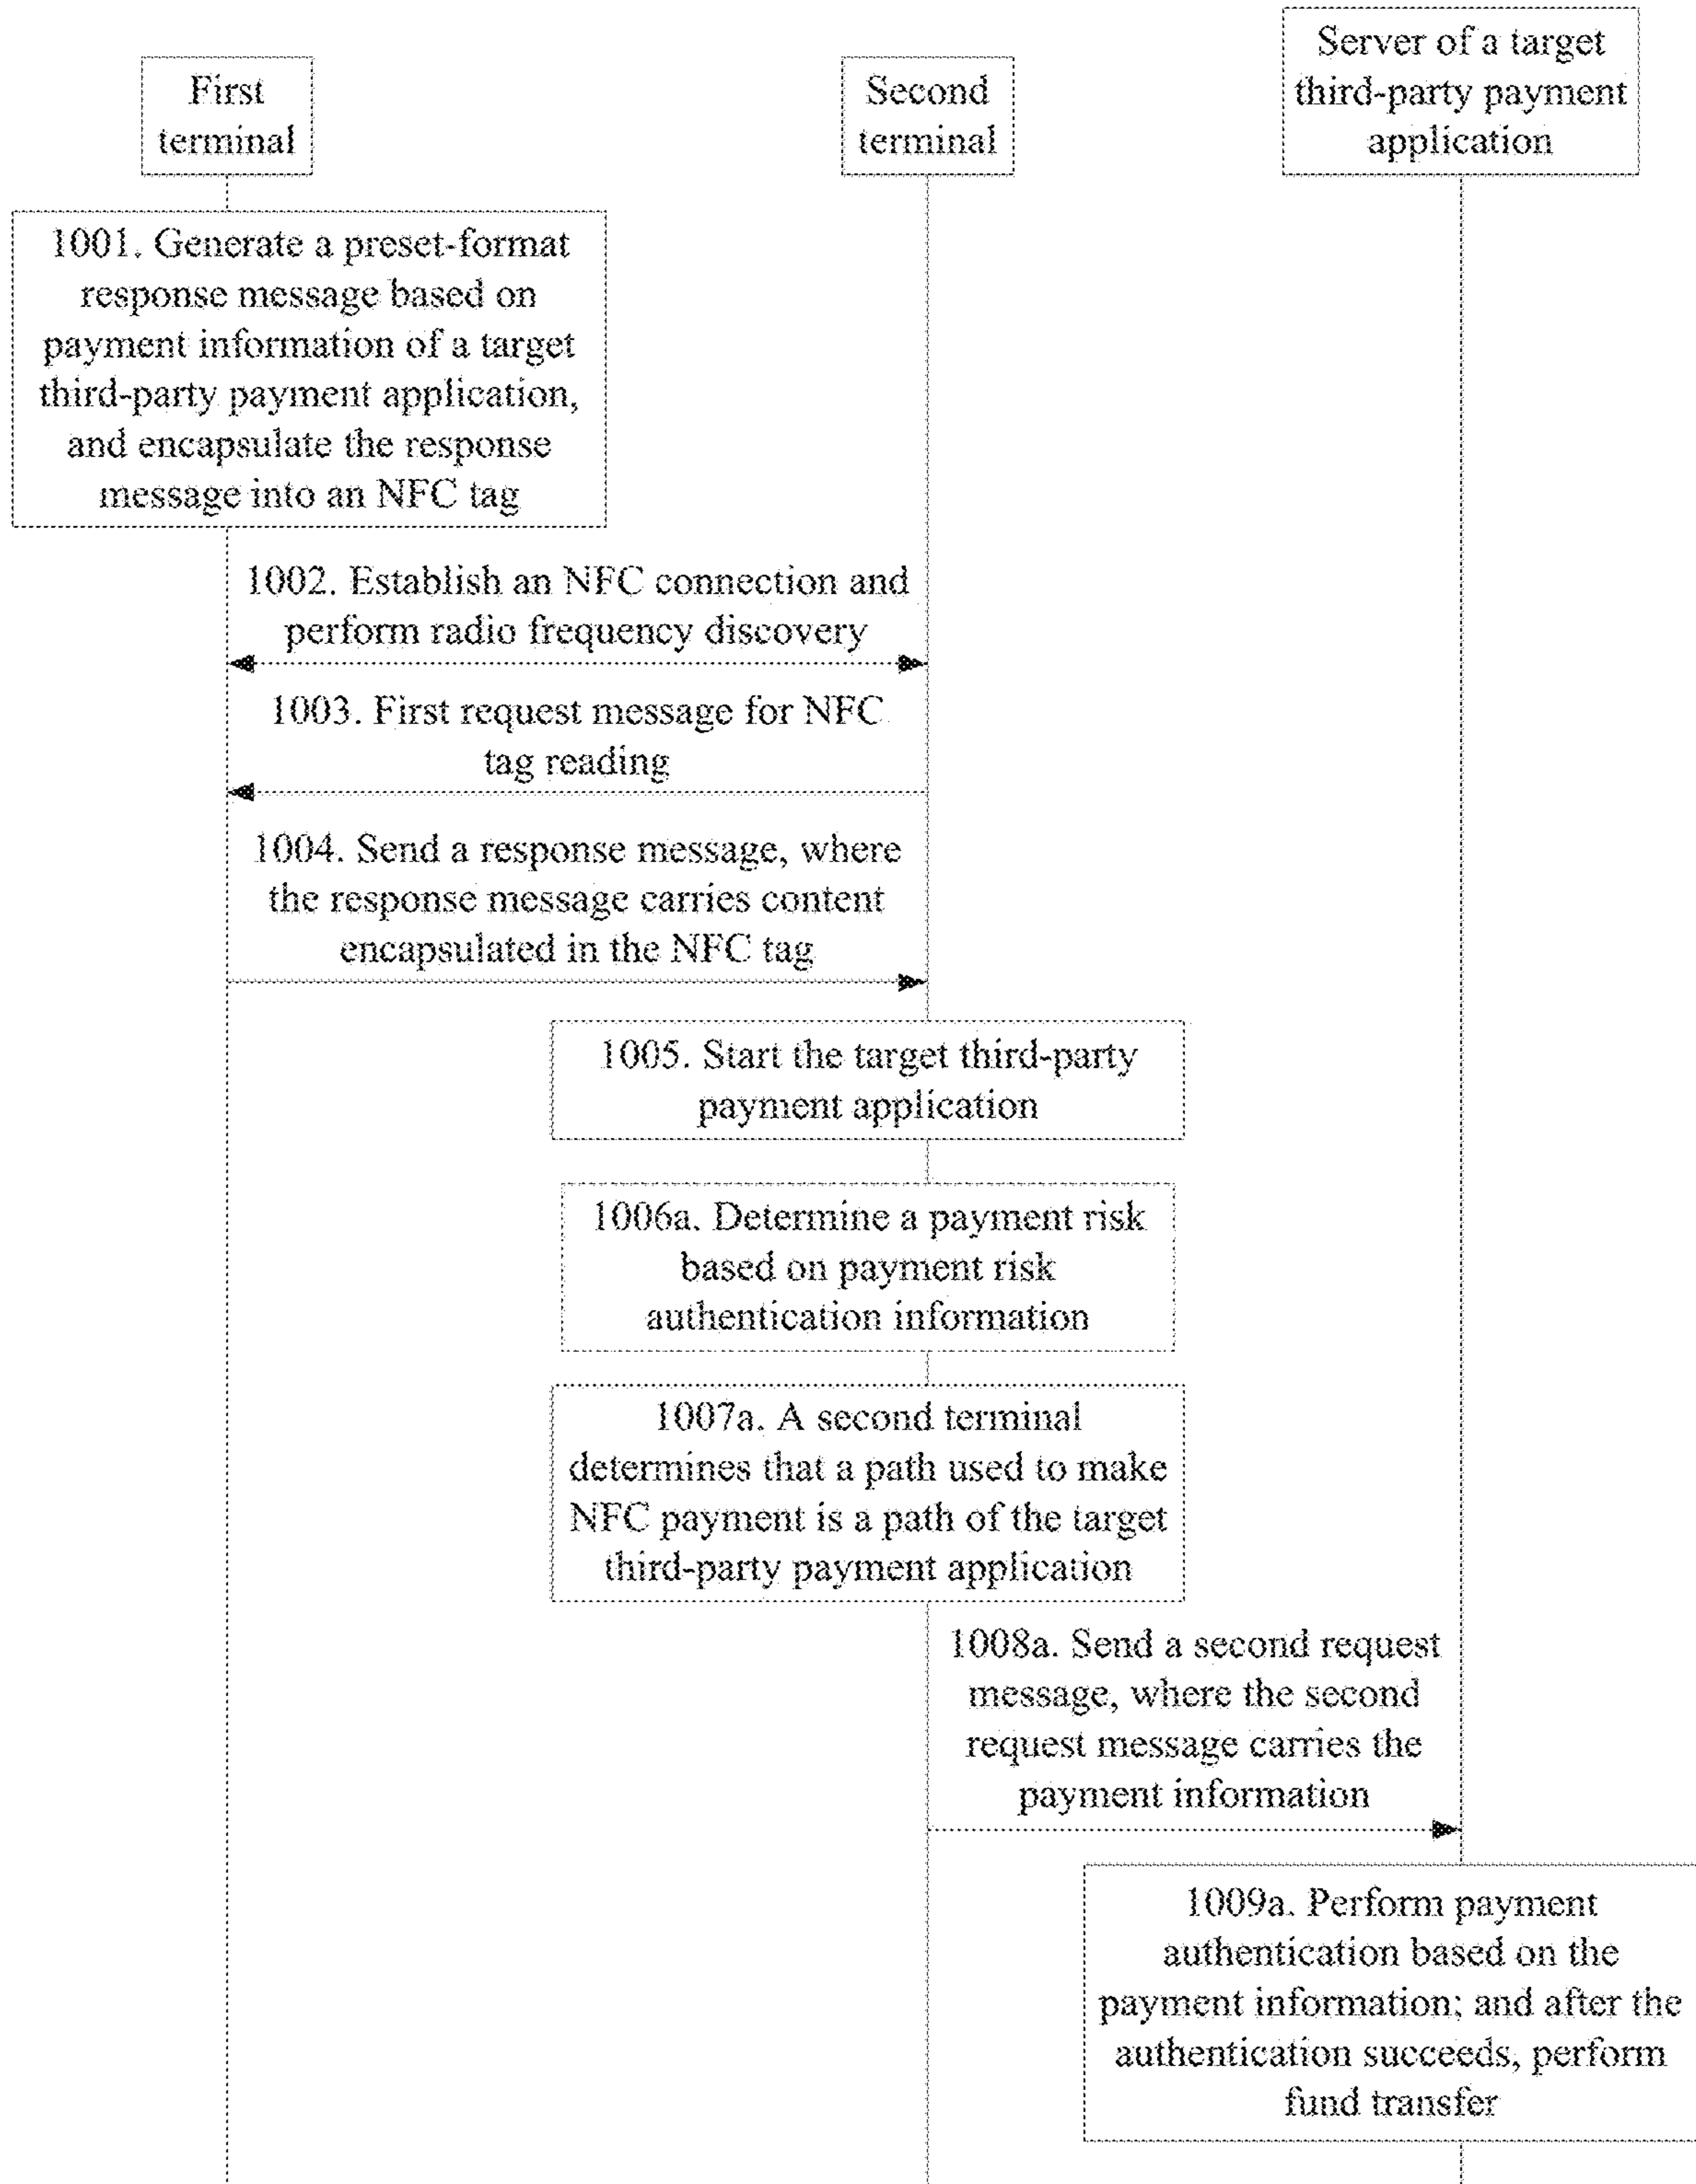 First
terminal
Second
terminal
Server of a target
third-party payment
application
1001. Generate a preset-format
response message based on
payment information of a target
third-party payment application,
and encapsulate the response
message into an NFC tag
1002. Establish an NFC connection and
perform radio frequency discovery
1003. First request message for NFC
tag reading
1004. Send a response message, where
the response message carries content
encapsulated in the NFC tag
1005. Start the target third-party
payment application
1006a. Determine a payment risk
based on payment risk
authentication information
1007a. A second terminal
determines that a path used to make
NFC payment is a path of the target
third-party payment application
1008a. Send a second request
message, where the second
request message carries the
payment information
1009a. Perform payment
authentication based on the
payment information; and after the
authentication succeeds, perform
fund transfer